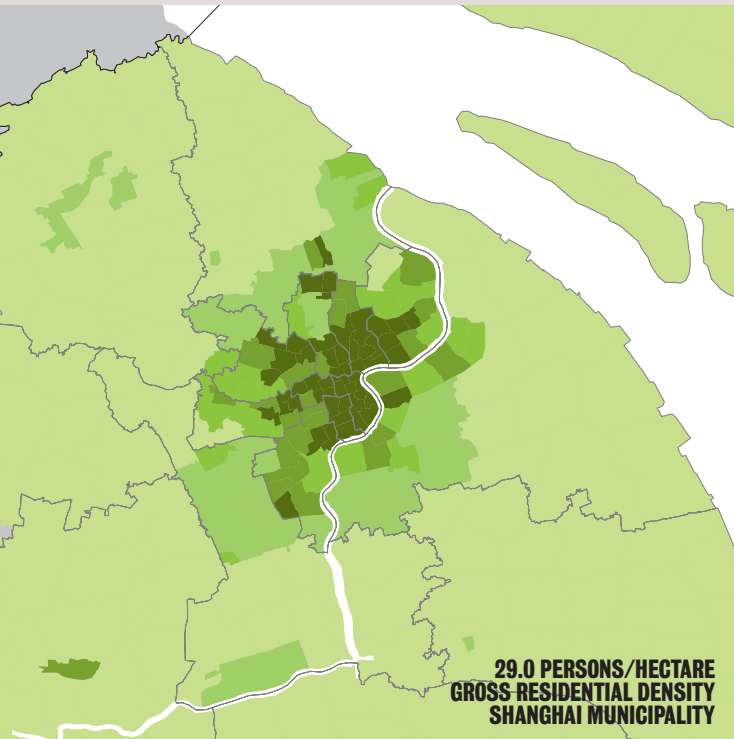 29.0 PERSONS/HECTARE
GROSS RESIDENTIAL DENSITY
SHANGHAI MUNICIPALITY